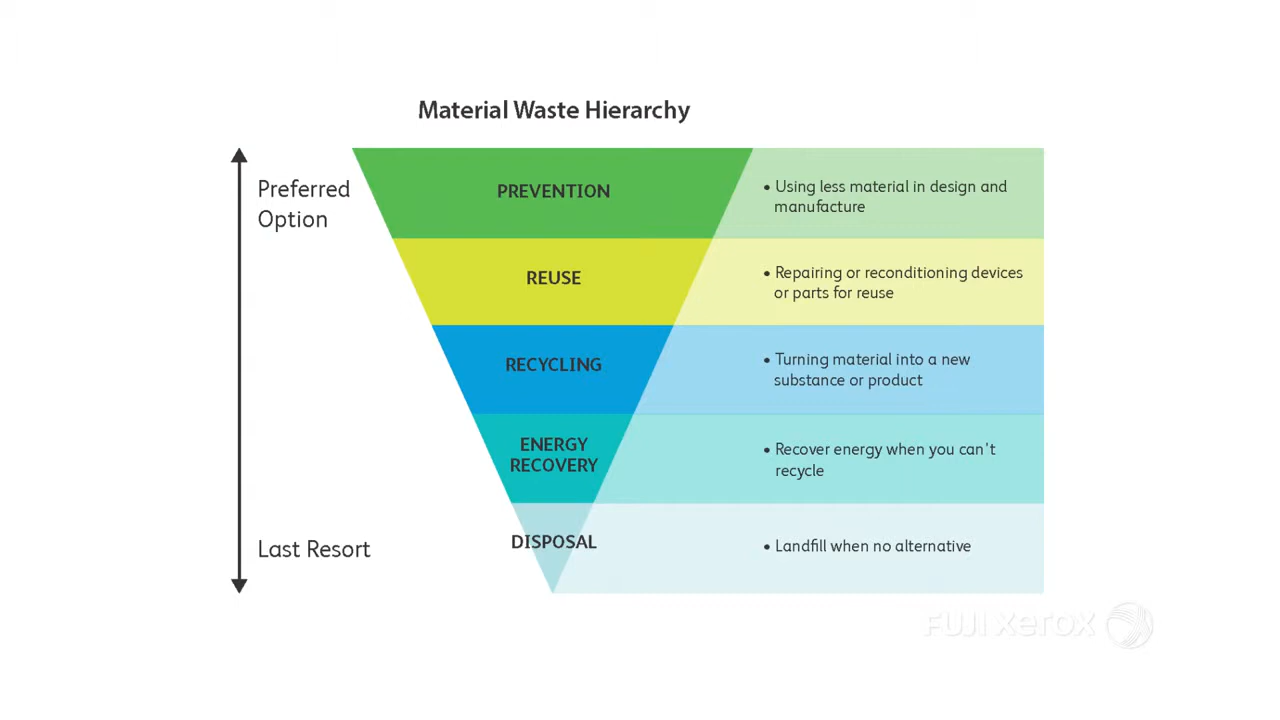 Material Waste Hierarchy
Preferred
Option
PREVENTION
• Using less material in design and
manufacture
REUSE
• Repairing or reconditioning devices
or parts for reuse
RECYCLING
• Turning material into a new
substance or product
ENERGY
RECOVERY
• Recover energy when you can't
recycle
Last Resort
DISPOSAL
• Landfill when no alternative
FUJI xerox